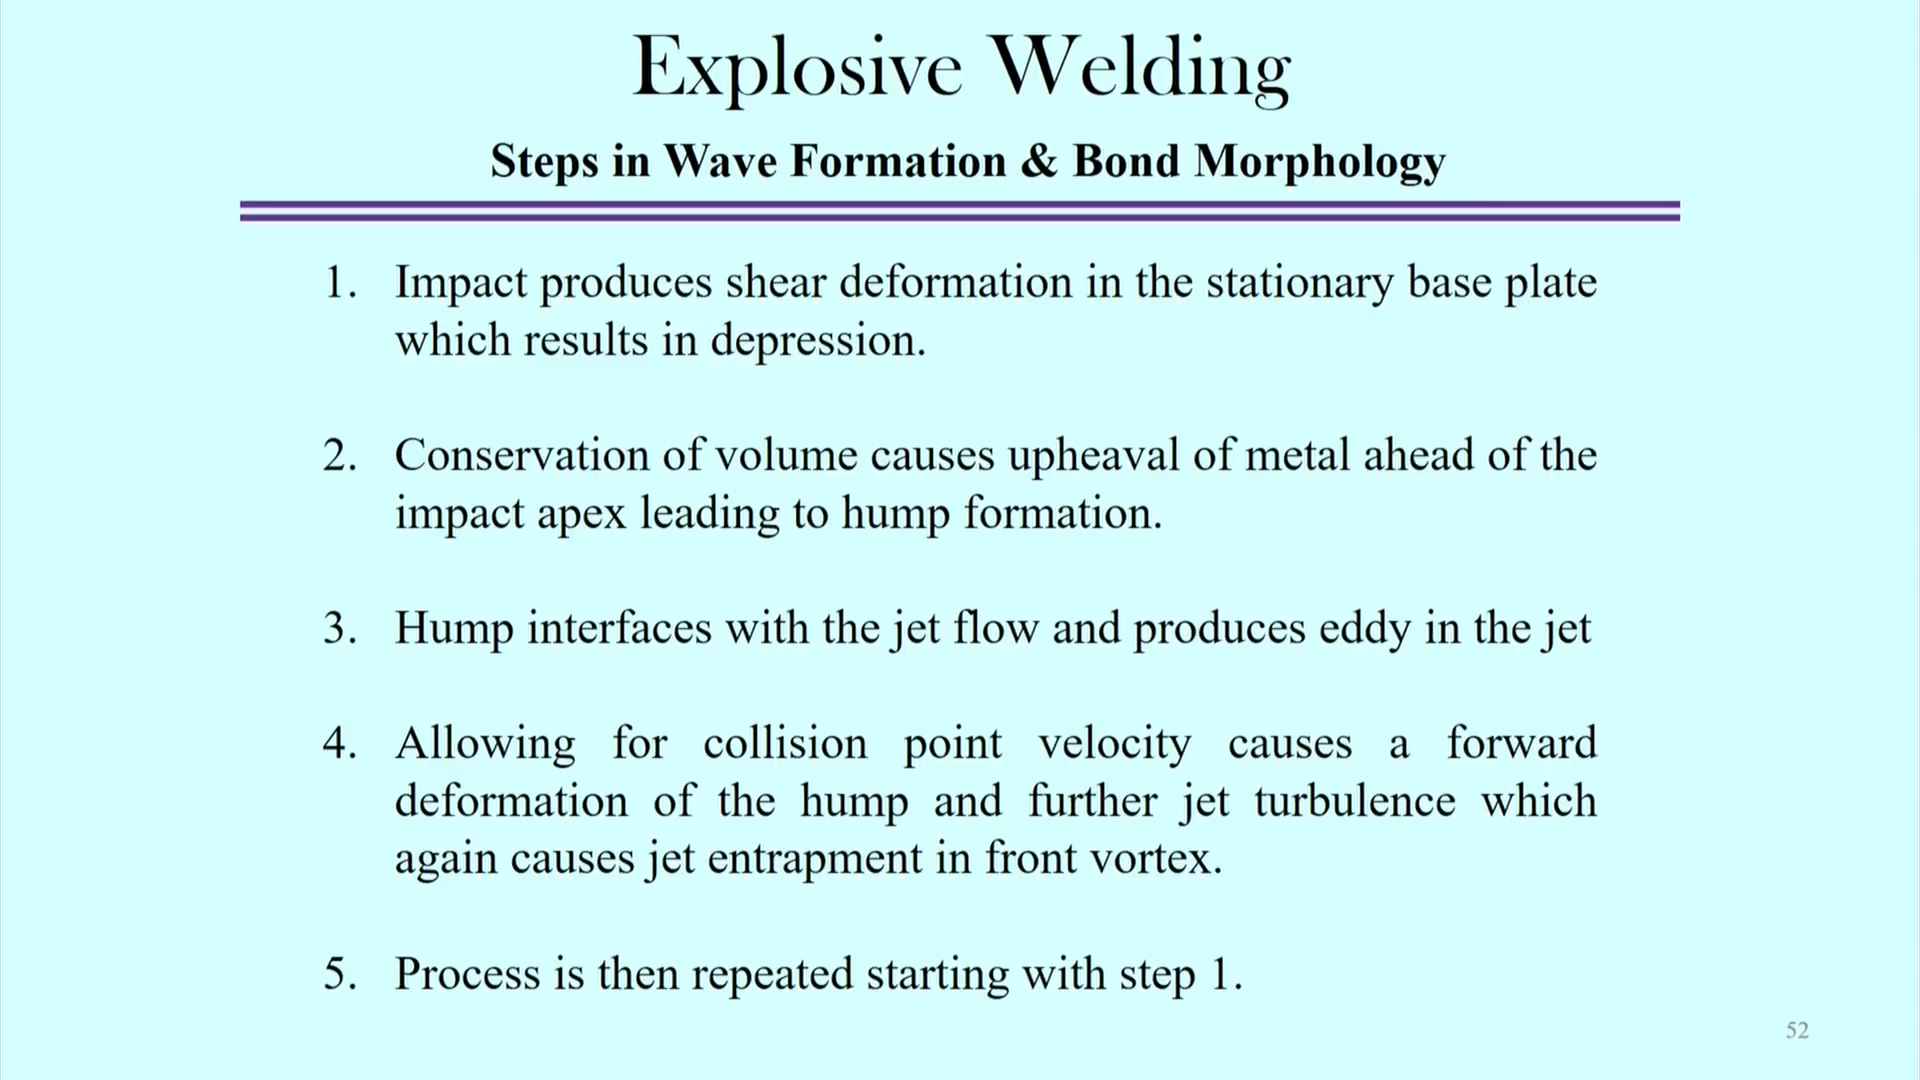 Explosive Welding
Steps in Wave Formation & Bond Morphology
1. Impact produces shear deformation in the stationary base plate
which results in depression.
2. Conservation of volume causes upheaval of metal ahead of the
impact apex leading to hump formation.
3. Hump interfaces with the jet flow and produces eddy in the jet
4. Allowing for collision point velocity causes a forward
deformation of the hump and further jet turbulence which
again causes jet entrapment in front vortex.
5. Process is then repeated starting with step 1.
52